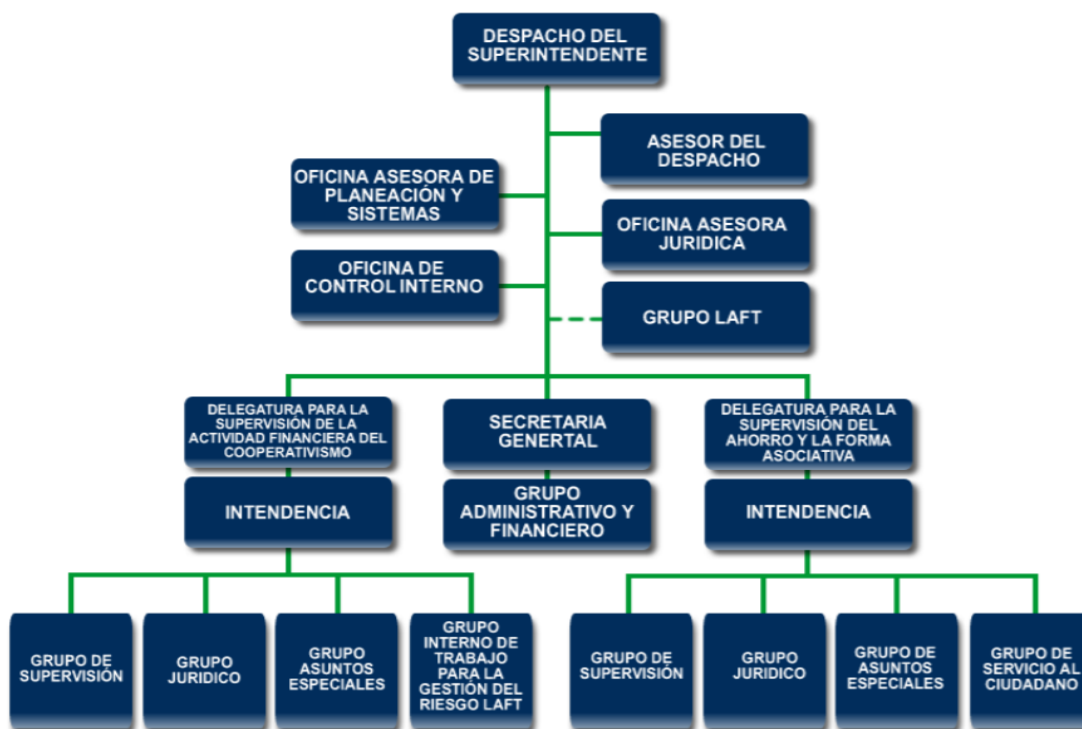 DESPACHO DEL
SUPERINTENDENTE
ASESOR DEL
DESPACHO
OFICINA ASESORA DE
PLANEACIÓN Y
SISTEMAS
OFICINA ASESORA
JURIDICA
OFICINA DE
CONTROL INTERNO
GRUPO LAFT
DELEGATURA PARA LA
SUPERVISIÓN DE LA
ACTIVIDAD FINANCIERA DEL
COOPERATIVISMO
SECRETARIA
GENERTAL
DELEGATURA PARA LA
SUPERVISIÓN DEL
AHORRO Y LA FORMA
ASOCIATIVA
INTENDENCIA
GRUPO
ADMINISTRATIVO Y
FINANCIERO
INTENDENCIA
GRUPO DE
SUPERVISIÓN
GRUPO
JURIDICO
GRUPO
ASUNTOS
ESPECIALES
GRUPO
INTERNO DE
TRABAJO
PARA LA
GESTIÓN DEL
RIESGO LAFT
GRUPO DE
SUPERVISIÓN
GRUPO
JURIDICO
GRUPO DE
ASUNTOS
ESPECIALES
GRUPO DE
SERVICIO AL
CIUDADANO